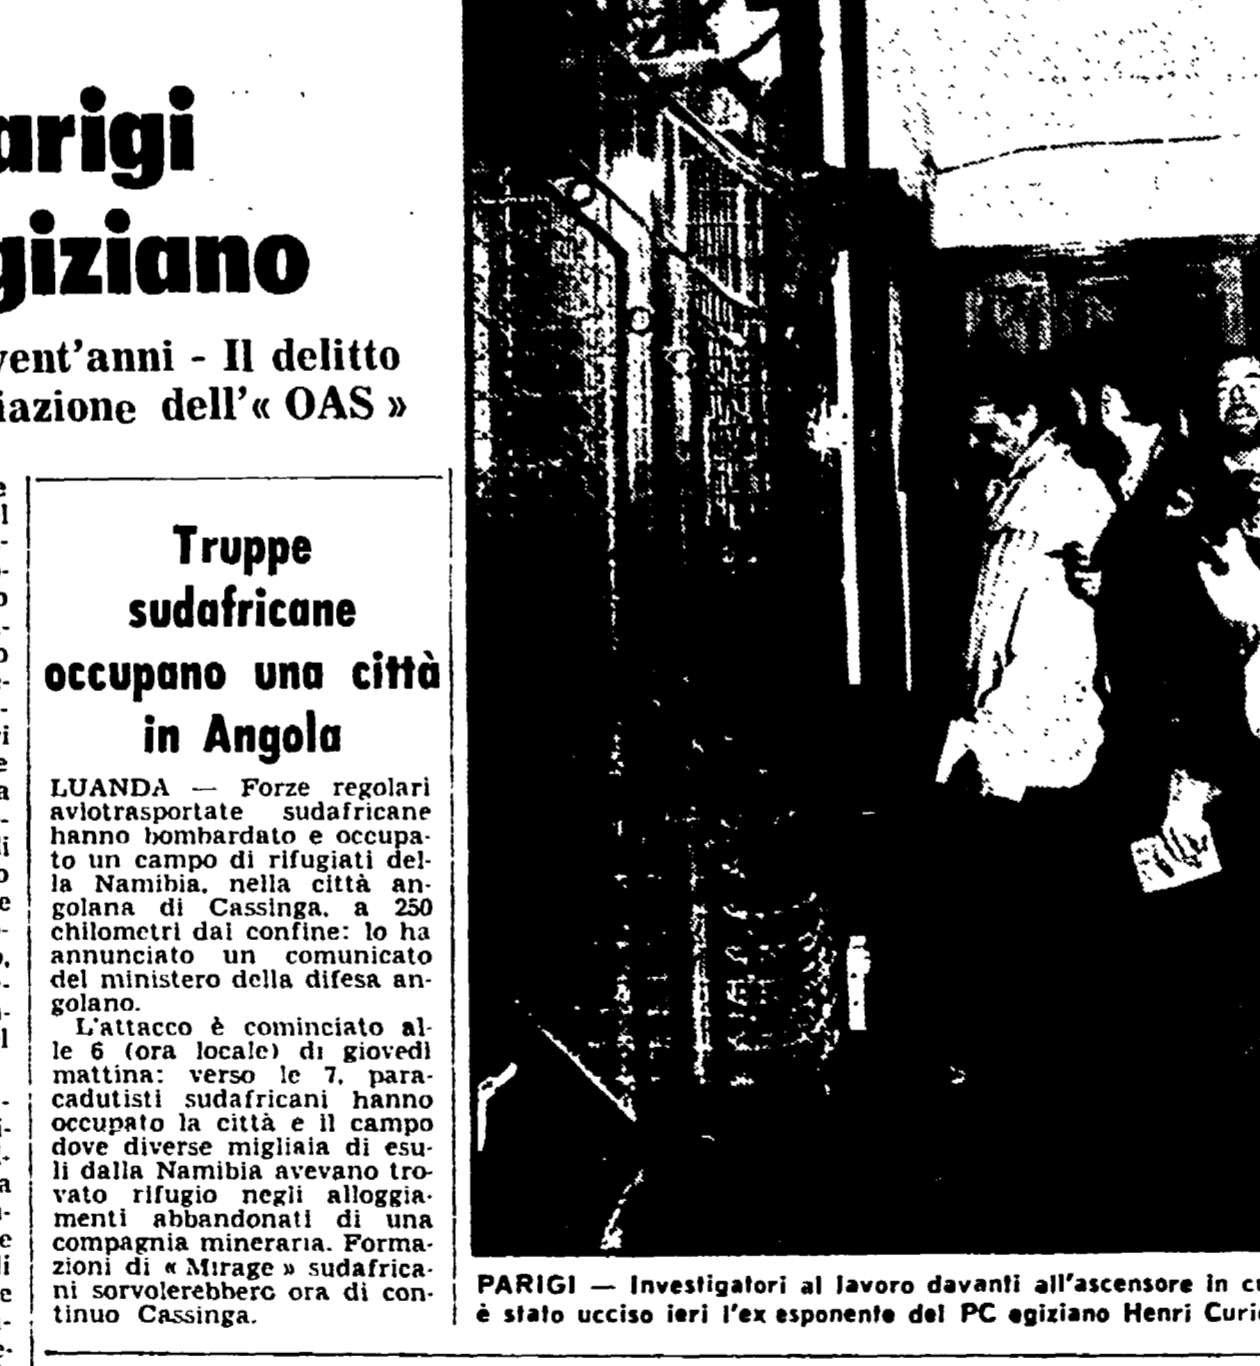 arigi
giziano
vent'anni - Il delitto
iazione dell'« OAS »
Truppe
sudafricane
occupano una città
in Angola
LUANDA — Forze regolari
aviotrasportate sudafricane
hanno bombardato e occupa-
to un campo di rifugiati del-
la Namibia, nella città an-
golana di Cassinga, a 250
chilometri dal confine: lo ha
annunciato un comunicato
del ministero della difesa an-
golano.
L'attacco è cominciato al-
le 6 (ora locale) di giovedì
mattina: verso le 7, para-
cadutisti sudafricani hanno
occupato la città e il campo
dove diverse migliaia di esu-
li dalla Namibia avevano tro-
vato rifugio negli alloggia-
menti abbandonati di una
compagnia mineraria. Forma-
zioni di « Mirage » sudafrica-
ni sorvolerebbero ora di con-
tinuo Cassinga.
PARIGI — Investigatori al lavoro davanti all'ascensore in cu
è stato ucciso ieri l'ex esponente del PC egiziano Henri Curi